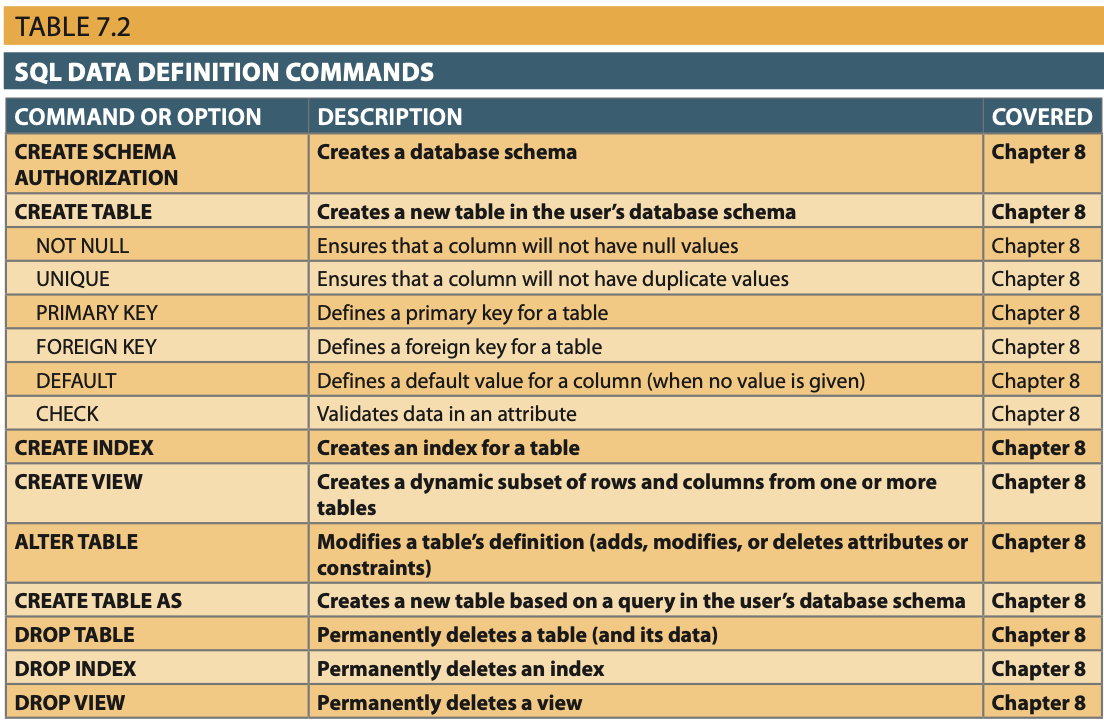 TABLE 7.2
SQL DATA DEFINITION COMMANDS
COMMAND OR OPTION DESCRIPTION COVERED
CREATE SCHEMA AUTHORIZATION Creates a database schema Chapter 8
CREATE TABLE Creates a new table in the user’s database schema Chapter 8
NOT NULL Ensures that a column will not have null values Chapter 8
UNIQUE Ensures that a column will not have duplicate values Chapter 8
PRIMARY KEY Defines a primary key for a table Chapter 8
FOREIGN KEY Defines a foreign key for a table Chapter 8
DEFAULT Defines a default value for a column (when no value is given) Chapter 8
CHECK Validates data in an attribute Chapter 8
CREATE INDEX Creates an index for a table Chapter 8
CREATE VIEW Creates a dynamic subset of rows and columns from one or more tables Chapter 8
ALTER TABLE Modifies a table’s definition (adds, modifies, or deletes attributes or constraints) Chapter 8
CREATE TABLE AS Creates a new table based on a query in the user’s database schema Chapter 8
DROP TABLE Permanently deletes a table (and its data) Chapter 8
DROP INDEX Permanently deletes an index Chapter 8
DROP VIEW Permanently deletes a view Chapter 8